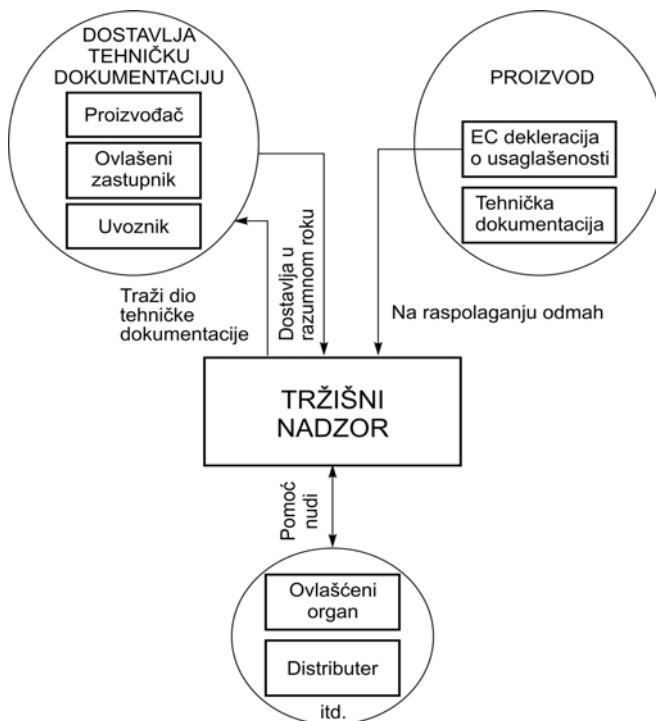 DOSTAVLJA
TEHNIČKU
DOKUMENTACIJU
Proizvođač
Ovlašeni
zastupnik
Uvoznik
PROIZVOD
EC dekleracija
o usaglašenosti
Tehnička
dokumentacija
Traži dio
tehničke
dokumentacije
Dostavlja u
razumnom roku
Na raspolaganju odmah
TRŽIŠNI
NADZOR
Pomoć
nudi
Ovlašćeni
organ
Distributer
itd.